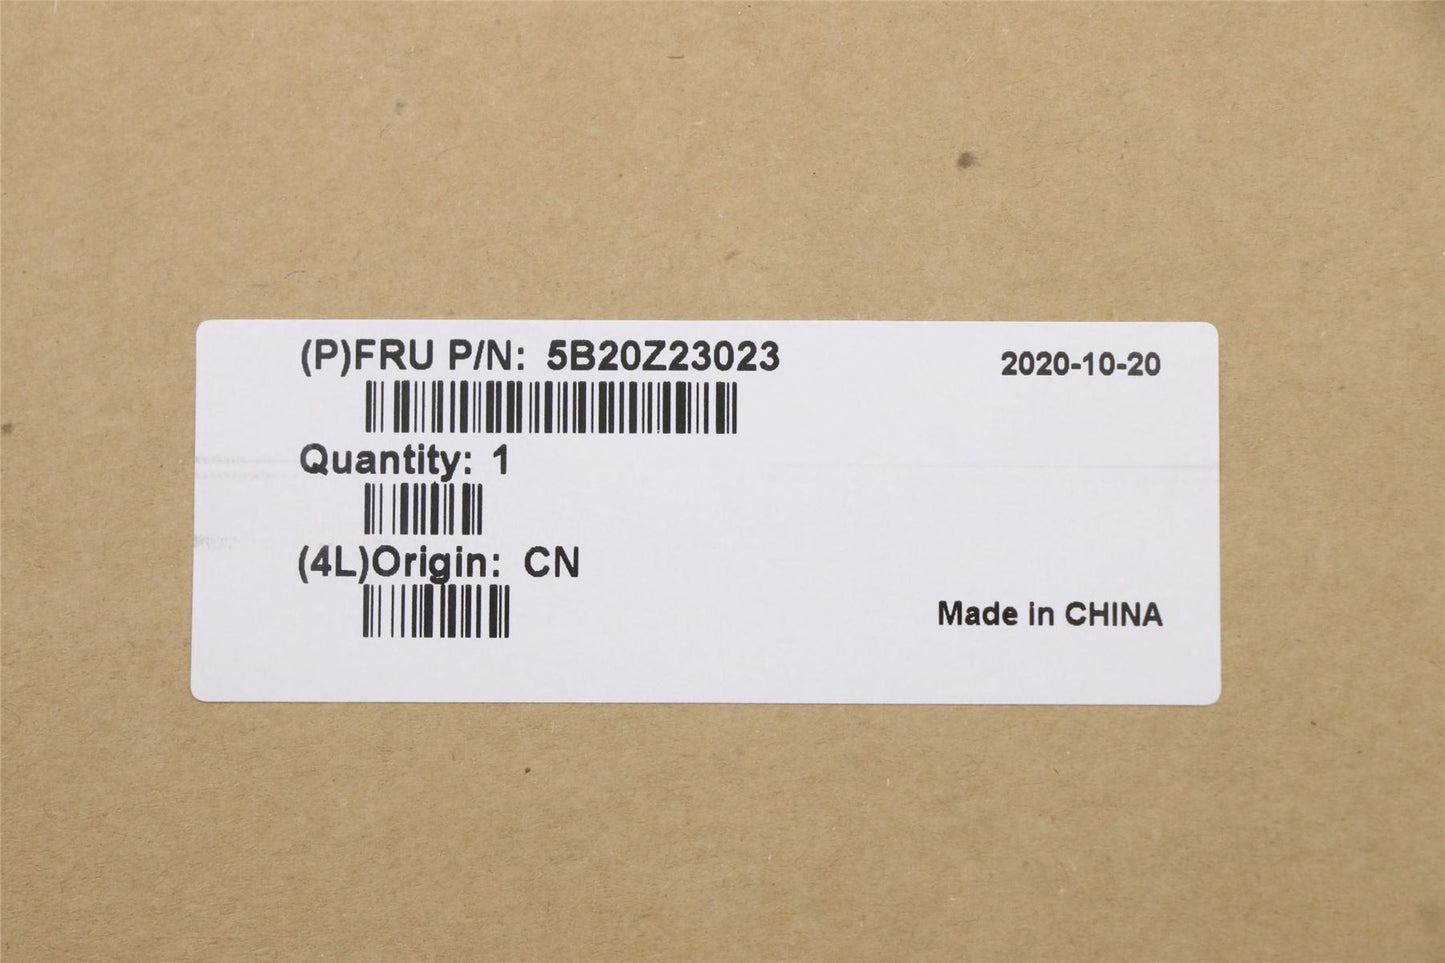 (P)FRU P/N: 5B20Z23023
2020-10-20
Quantity: 1
(4L)Origin: CN
Made in CHINA